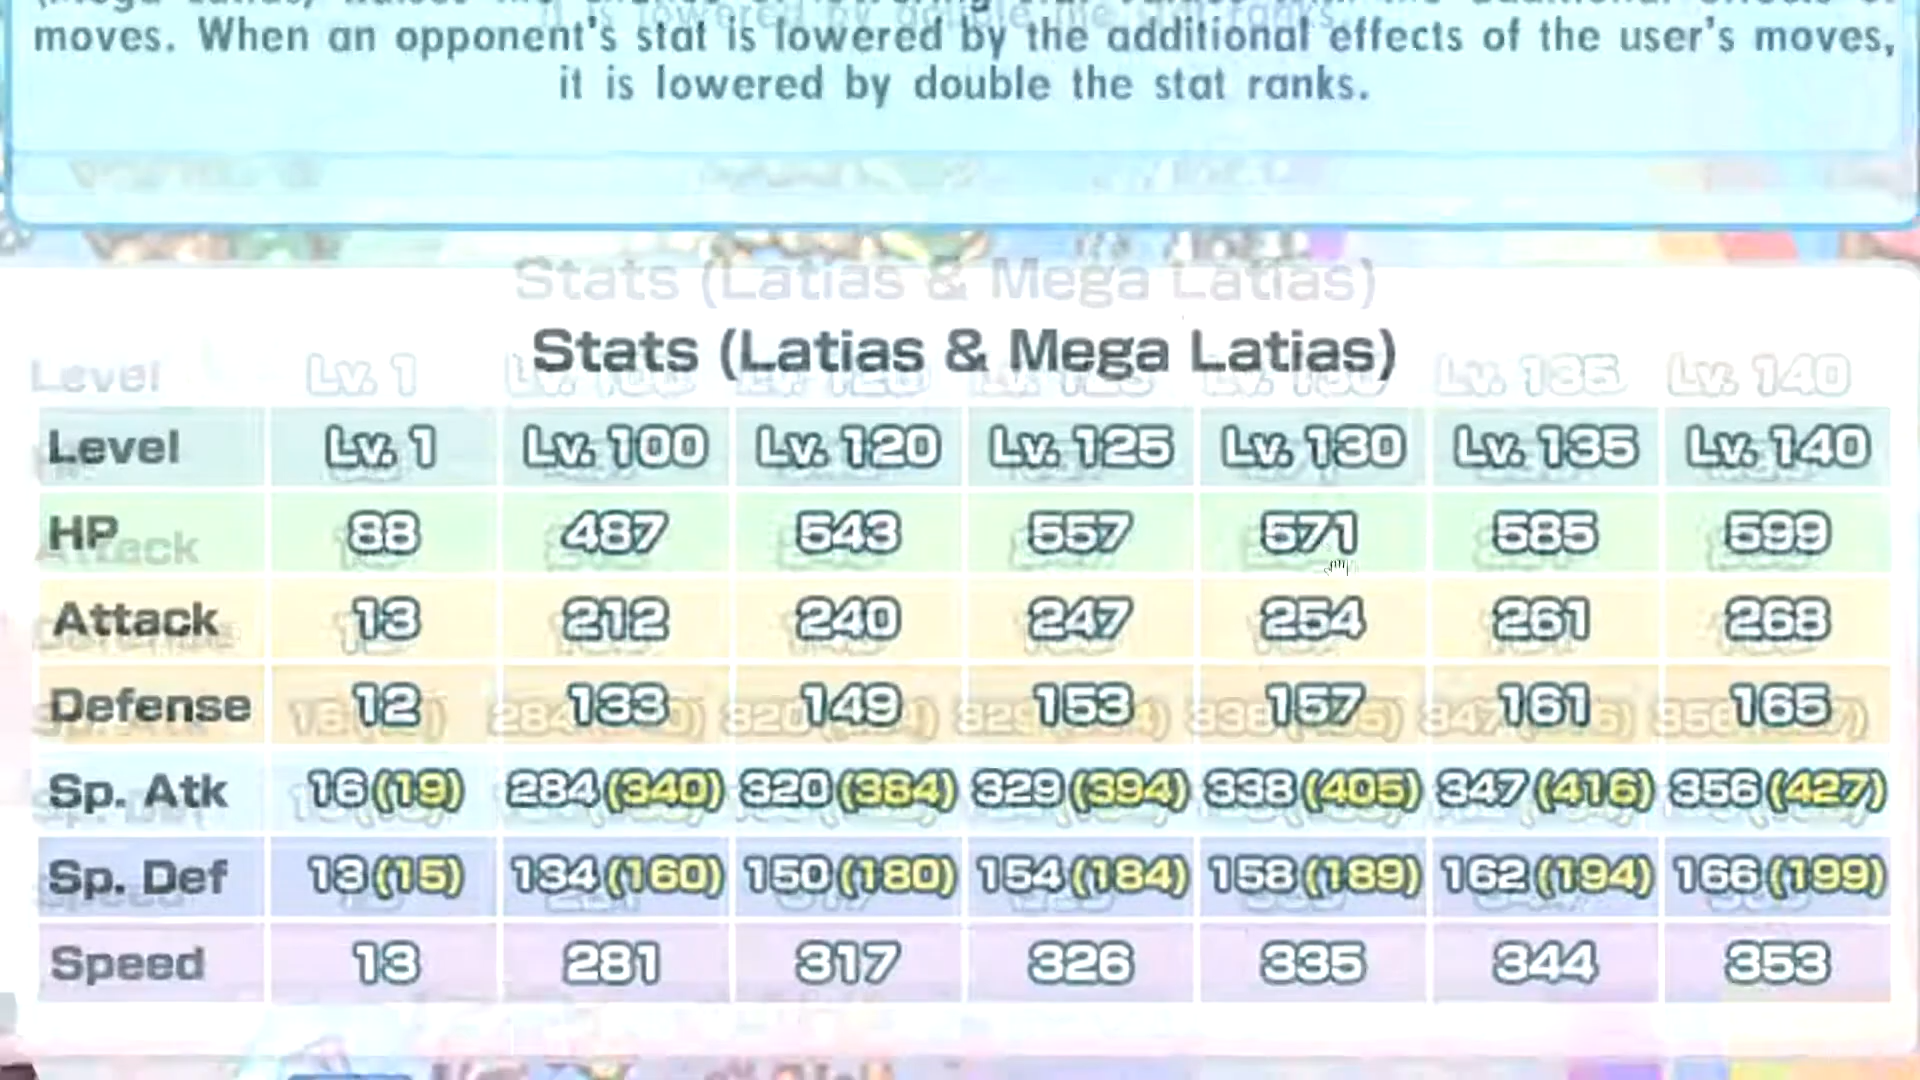 moves. When an opponent's stat is lowered by the additional effects of the user's moves,
it is lowered by double the stat ranks.
Stats (Latias & Mega Latias)
Level Lv. 1 Lv. 100 Lv. 120 Lv. 125 Lv. 130 Lv. 135 Lv. 140
HP 88 487 543 557 571 585 599
Attack 13 212 240 247 254 261 268
Defense 12 133 149 153 157 161 165
Sp. Atk 16 (19) 284 (340) 320 (384) 329 (394) 338 (405) 347 (416) 356 (427)
Sp. Def 13 (15) 134 (160) 150 (180) 154 (184) 158 (189) 162 (194) 166 (199)
Speed 13 281 317 326 335 344 353